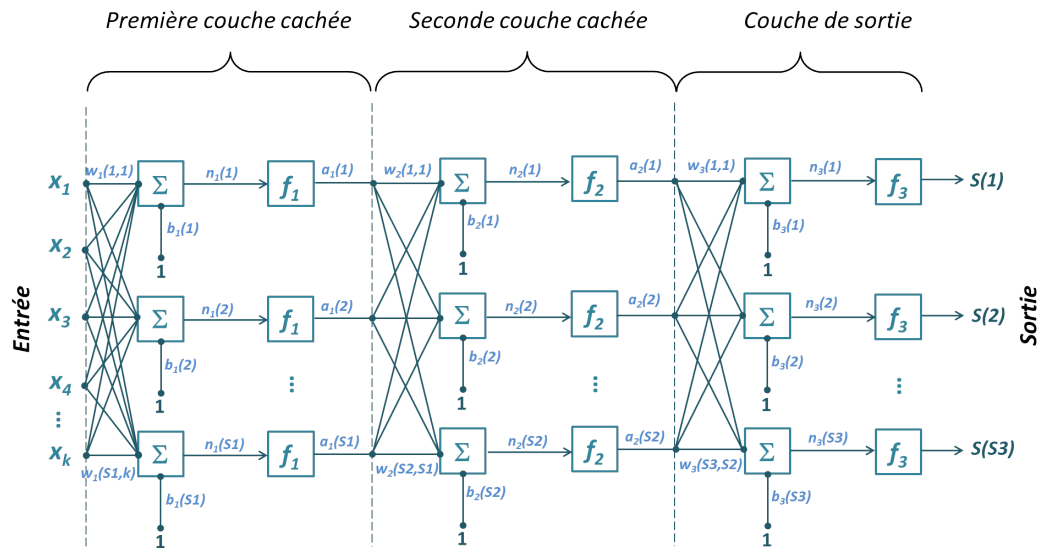 Première couche cachée Seconde couche cachée Couche de sortie
w₁(1,1) n₁(1) a₁(1) w₂(1,1) n₂(1) a₂(1) w₃(1,1) n₃(1)
x₁ Σ f₁ Σ f₂ Σ f₃ S(1)
b₁(1) b₂(1) b₃(1)
x₂
1 1 1
n₁(2) a₁(2) n₂(2) a₂(2) n₃(2)
x₃ Σ f₁ Σ f₂ Σ f₃ S(2)
Entrée
Sortie
b₁(2) b₂(2) b₃(2)
x₄ ⋮ ⋮ ⋮
1 1 1
⋮
n₁(S1) a₁(S1) n₂(S2) a₂(S2) n₃(S3)
xₖ Σ f₁ Σ f₂ Σ f₃ S(S3)
w₁(S1,k) w₂(S2,S1) w₃(S3,S2)
b₁(S1) b₂(S2) b₃(S3)
1 1 1